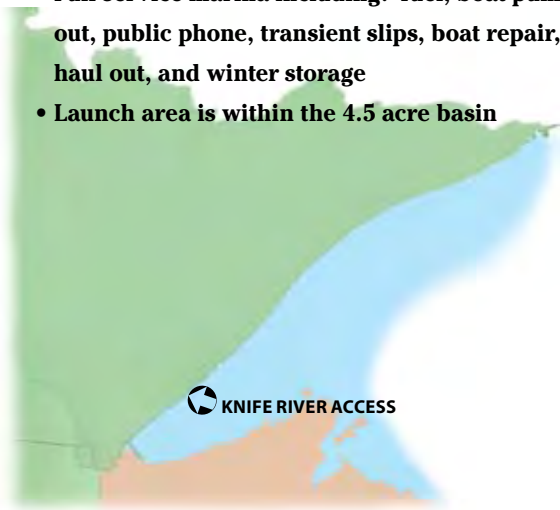 out, public phone, transient slips, boat repair,
haul out, and winter storage
• Launch area is within the 4.5 acre basin
KNIFE RIVER ACCESS